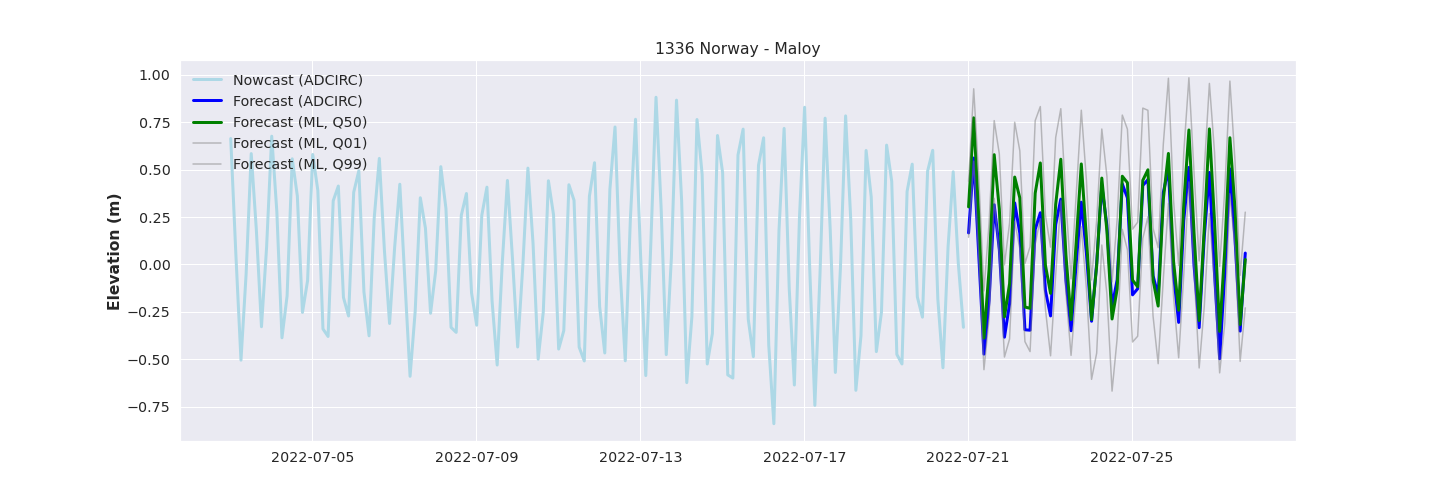 1336 Norway - Maloy
1.00
0.75
0.50
0.25
0.00
−0.25
−0.50
−0.75
Elevation (m)
Nowcast (ADCIRC)
Forecast (ADCIRC)
Forecast (ML, Q50)
Forecast (ML, Q01)
Forecast (ML, Q99)
2022-07-05 2022-07-09 2022-07-13 2022-07-17 2022-07-21 2022-07-25